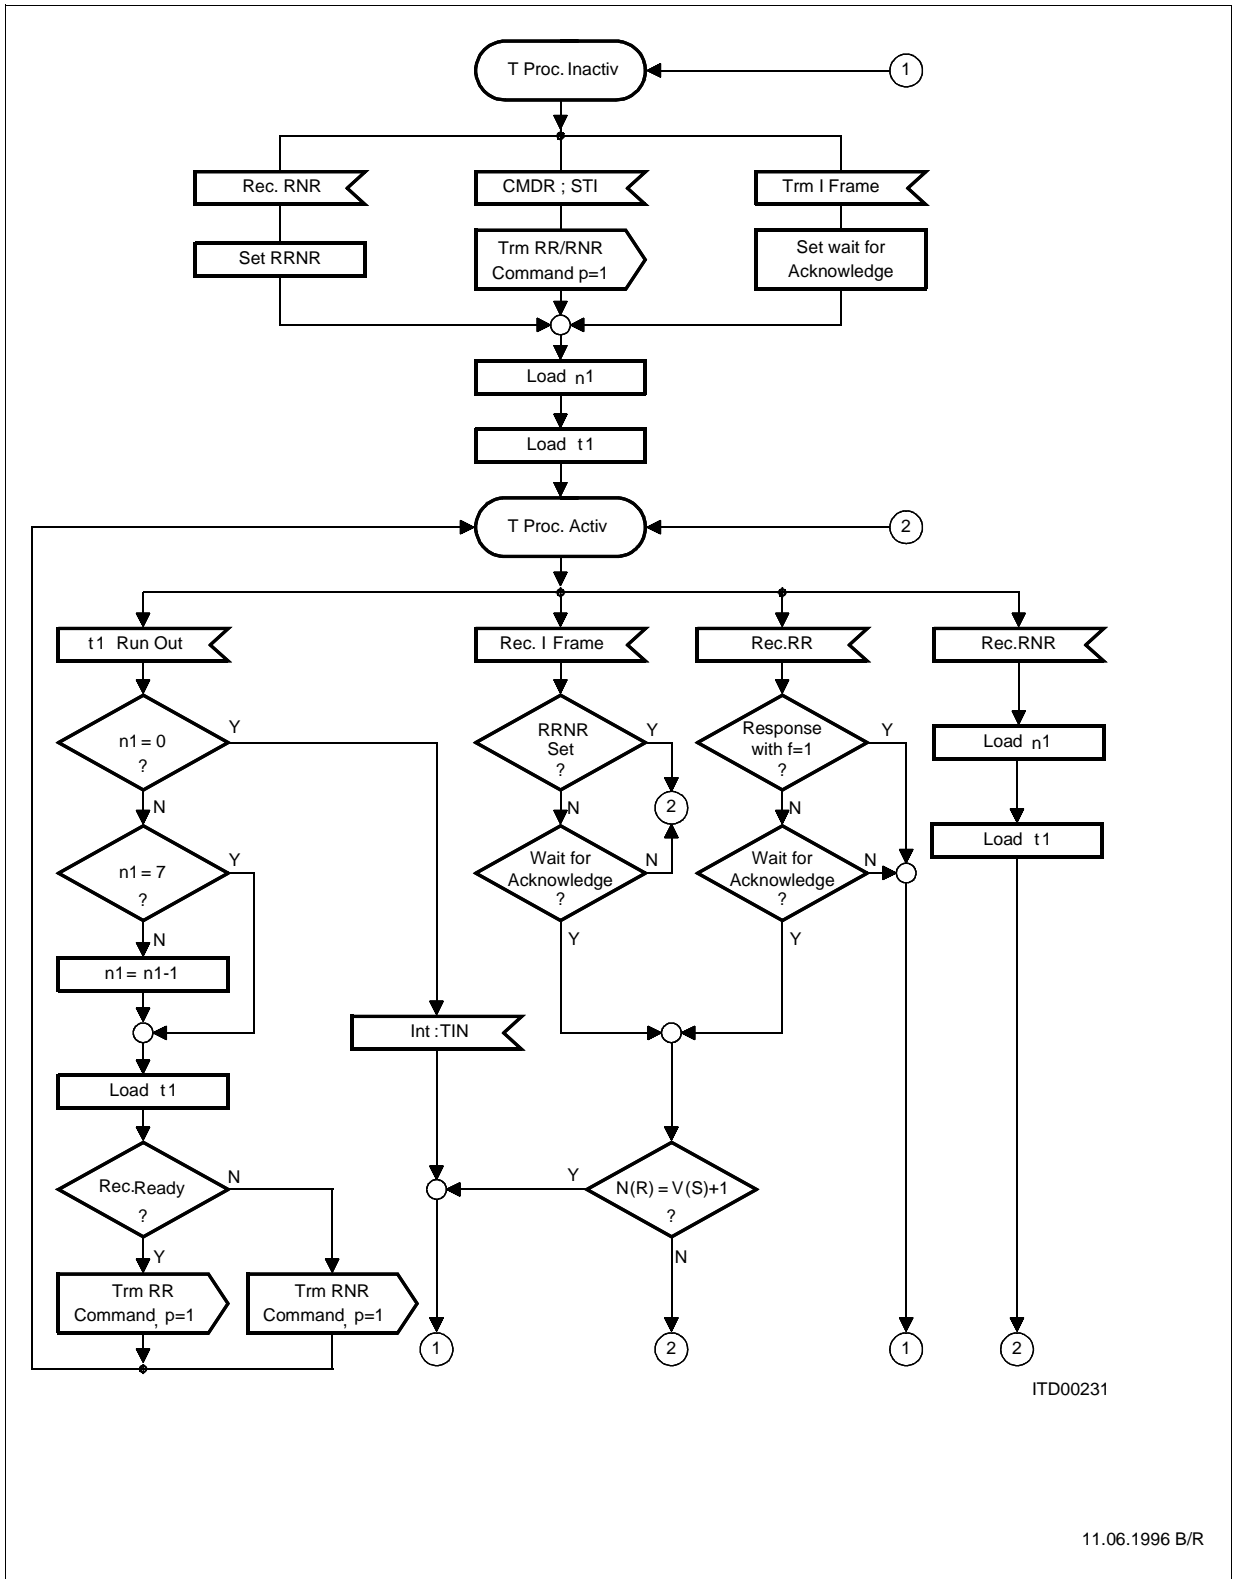 T Proc. Inactiv
1
Rec. RNR
CMDR ; STI
Trm I Frame
Set RRNR
Trm RR/RNR
Command p=1
Set wait for
Acknowledge
Load n1
Load t1
T Proc. Activ
2
t1 Run Out
Rec. I Frame
Rec.RR
Rec.RNR
n1 = 0
?
Y
N
RRNR
Set
?
Y
N
2
Response
with f=1
?
Y
N
Load n1
n1 = 7
?
Y
N
Wait for
Acknowledge
?
N
Y
Wait for
Acknowledge
?
N
Y
Load t1
n1 = n1-1
Int :TIN
Load t1
Rec.Ready
?
N
Y
N(R) = V(S)+1
?
Y
N
Trm RR
Command, p=1
Trm RNR
Command, p=1
1
2
1
2
ITD00231
11.06.1996 B/R